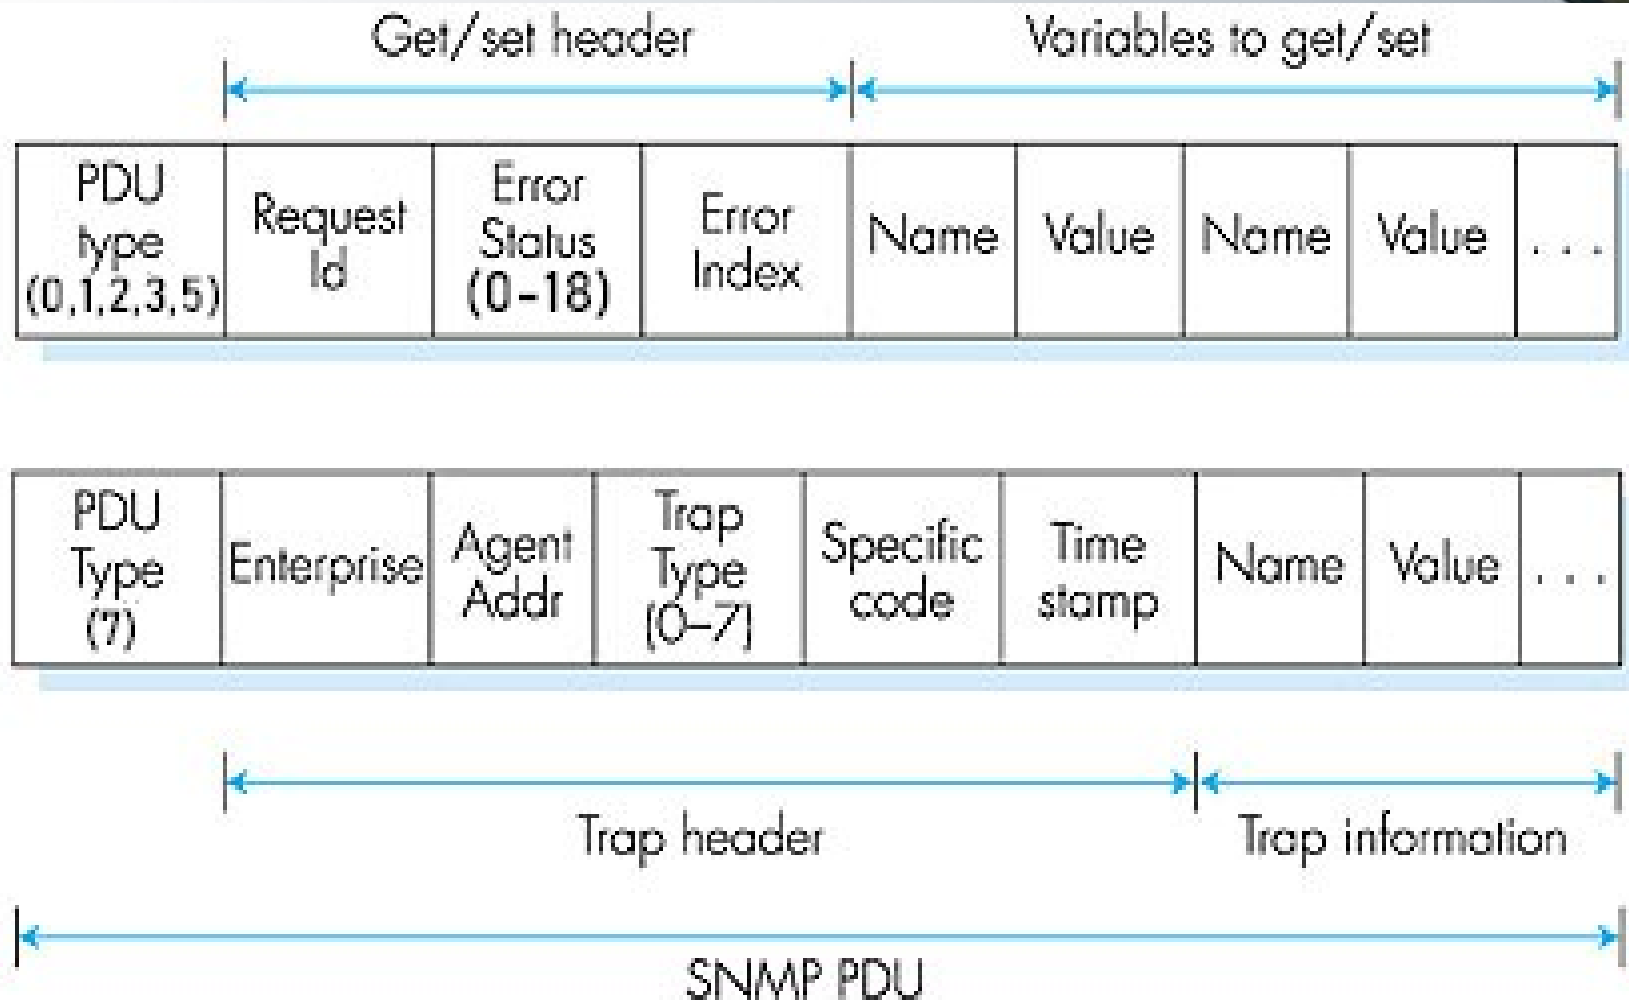 Get/set header
Variables to get/set
PDU
type
(0,1,2,3,5)
Request
Id
Error
Status
(0-18)
Error
Index
Name
Value
Name
Value
. . .
PDU
Type
(7)
Enterprise
Agent
Addr
Trap
Type
(0-7)
Specific
code
Time
stamp
Name
Value
. . .
Trap header
Trap information
SNMP PDU